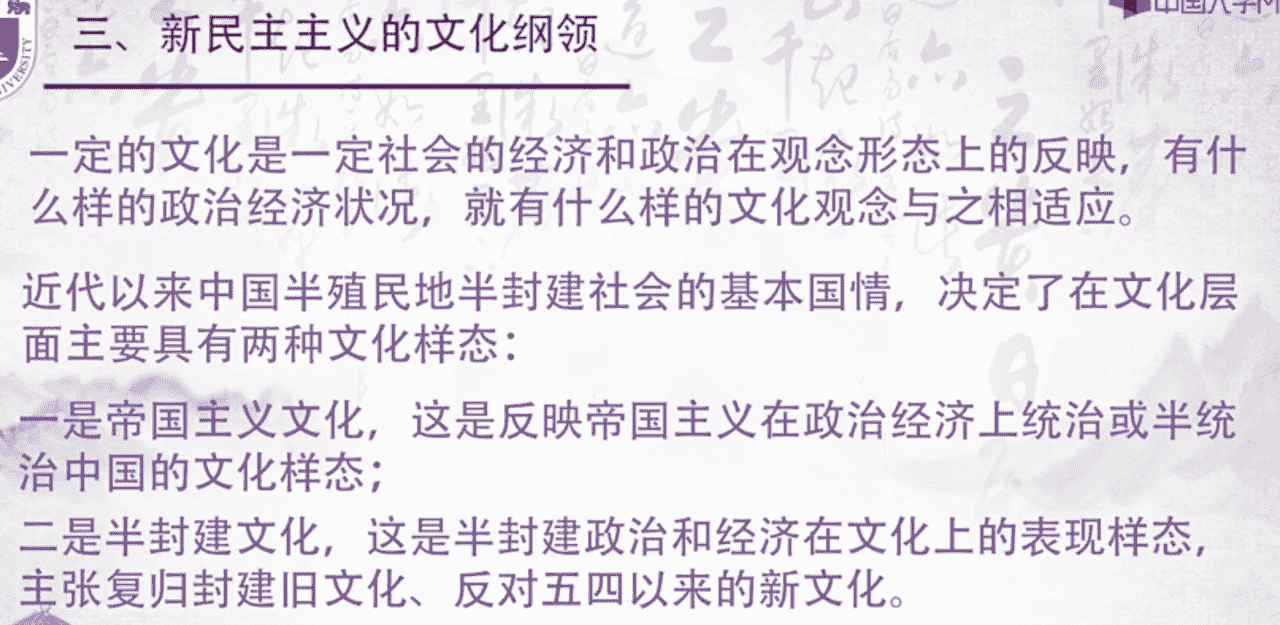 三、新民主主义的文化纲领
一定的文化是一定社会的经济和政治在观念形态上的反映，有什
么样的政治经济状况，就有什么样的文化观念与之相适应。
近代以来中国半殖民地半封建社会的基本国情，决定了在文化层
面主要具有两种文化样态：
一是帝国主义文化，这是反映帝国主义在政治经济上统治或半统
治中国的文化样态；
二是半封建文化，这是半封建政治和经济在文化上的表现样态，
主张复归封建旧文化、反对五四以来的新文化。